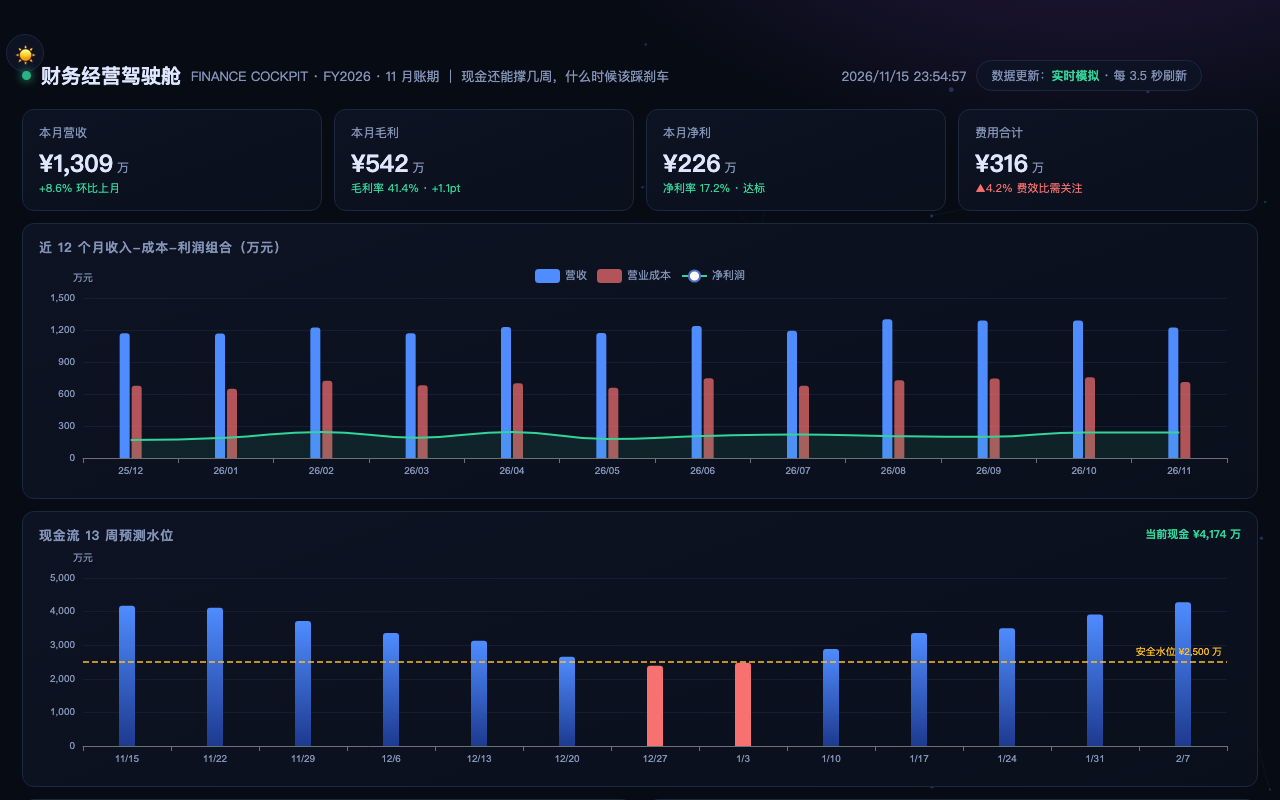 财务经营驾驶舱 FINANCE COCKPIT · FY2026 · 11 月账期 ｜ 现金还能撑几周，什么时候该踩刹车 2026/11/15 23:54:57 数据更新：实时模拟 · 每 3.5 秒刷新
本月营收 本月毛利 本月净利 费用合计
¥1,309 万 ¥542 万 ¥226 万 ¥316 万
+8.6% 环比上月 毛利率 41.4% · +1.1pt 净利率 17.2% · 达标 ▲4.2% 费效比需关注
近 12 个月收入–成本–利润组合（万元）
万元 营收 营业成本 净利润
1,500
1,200
900
600
300
0
25/12 26/01 26/02 26/03 26/04 26/05 26/06 26/07 26/08 26/09 26/10 26/11
现金流 13 周预测水位 当前现金 ¥4,174 万
万元
5,000
4,000
3,000
安全水位 ¥2,500 万
2,000
1,000
0
11/15 11/22 11/29 12/6 12/13 12/20 12/27 1/3 1/10 1/17 1/24 1/31 2/7